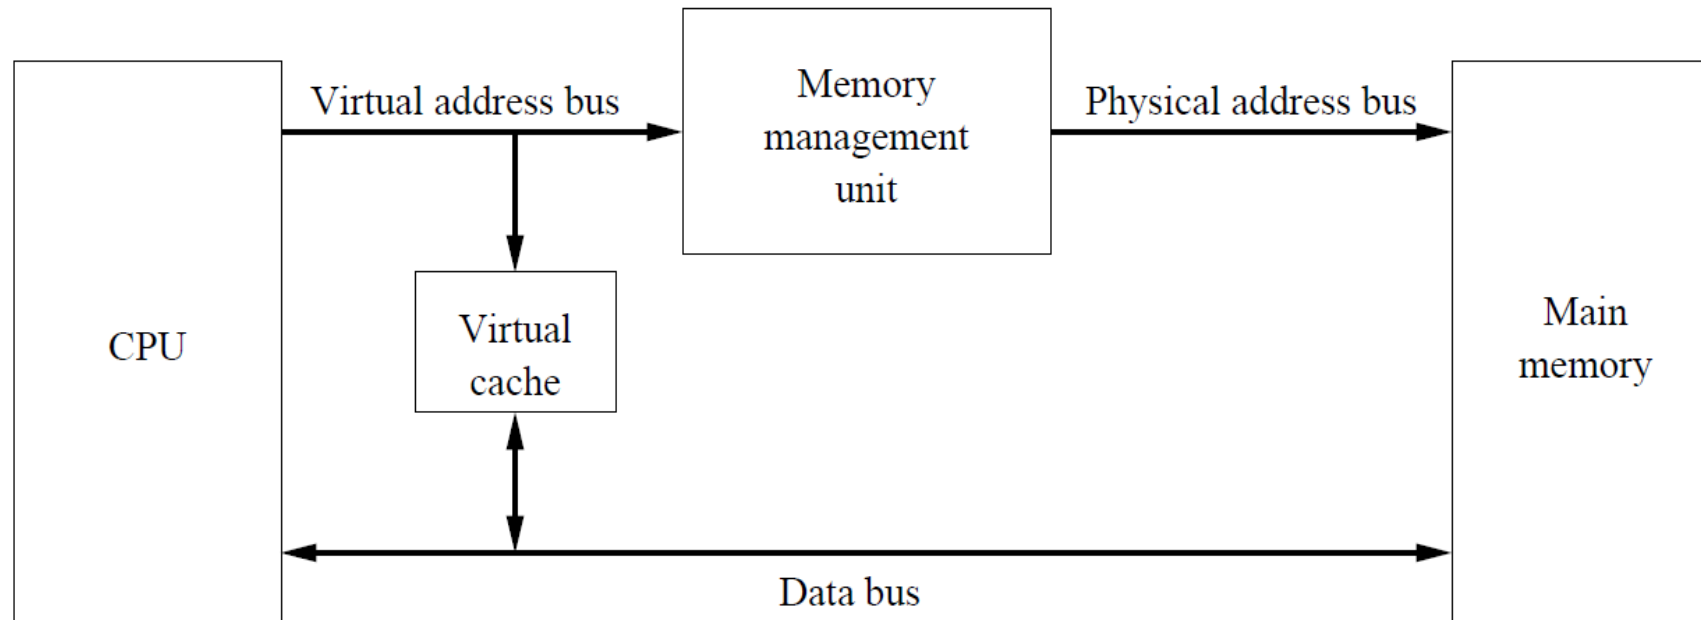 Virtual address bus
Memory
management
unit
Physical address bus
CPU
Virtual
cache
Main
memory
Data bus